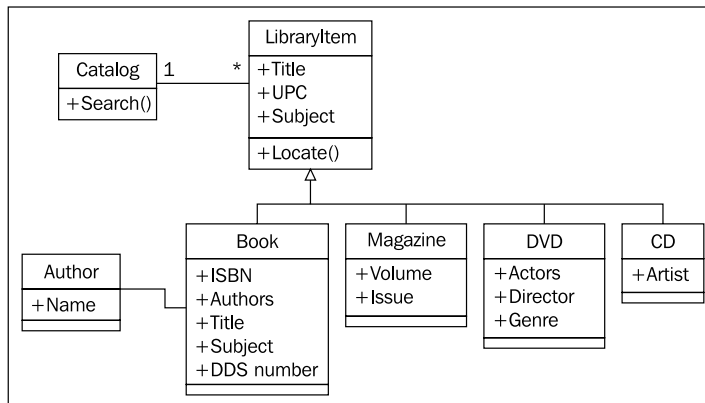 LibraryItem
+Title
+UPC
+Subject
+Locate()
Catalog
+Search()
1
*
Book
+ISBN
+Authors
+Title
+Subject
+DDS number
Magazine
+Volume
+Issue
DVD
+Actors
+Director
+Genre
CD
+Artist
Author
+Name